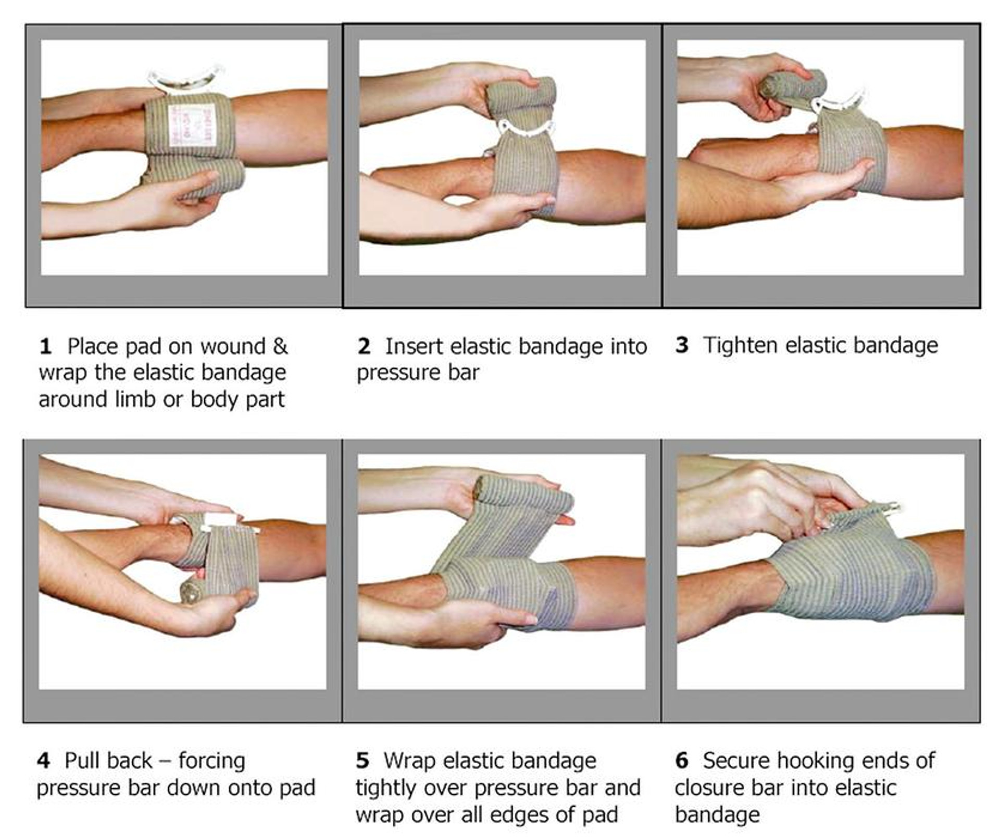 1 Place pad on wound &
wrap the elastic bandage
around limb or body part
2 Insert elastic bandage into
pressure bar
3 Tighten elastic bandage
4 Pull back – forcing
pressure bar down onto pad
5 Wrap elastic bandage
tightly over pressure bar and
wrap over all edges of pad
6 Secure hooking ends of
closure bar into elastic
bandage